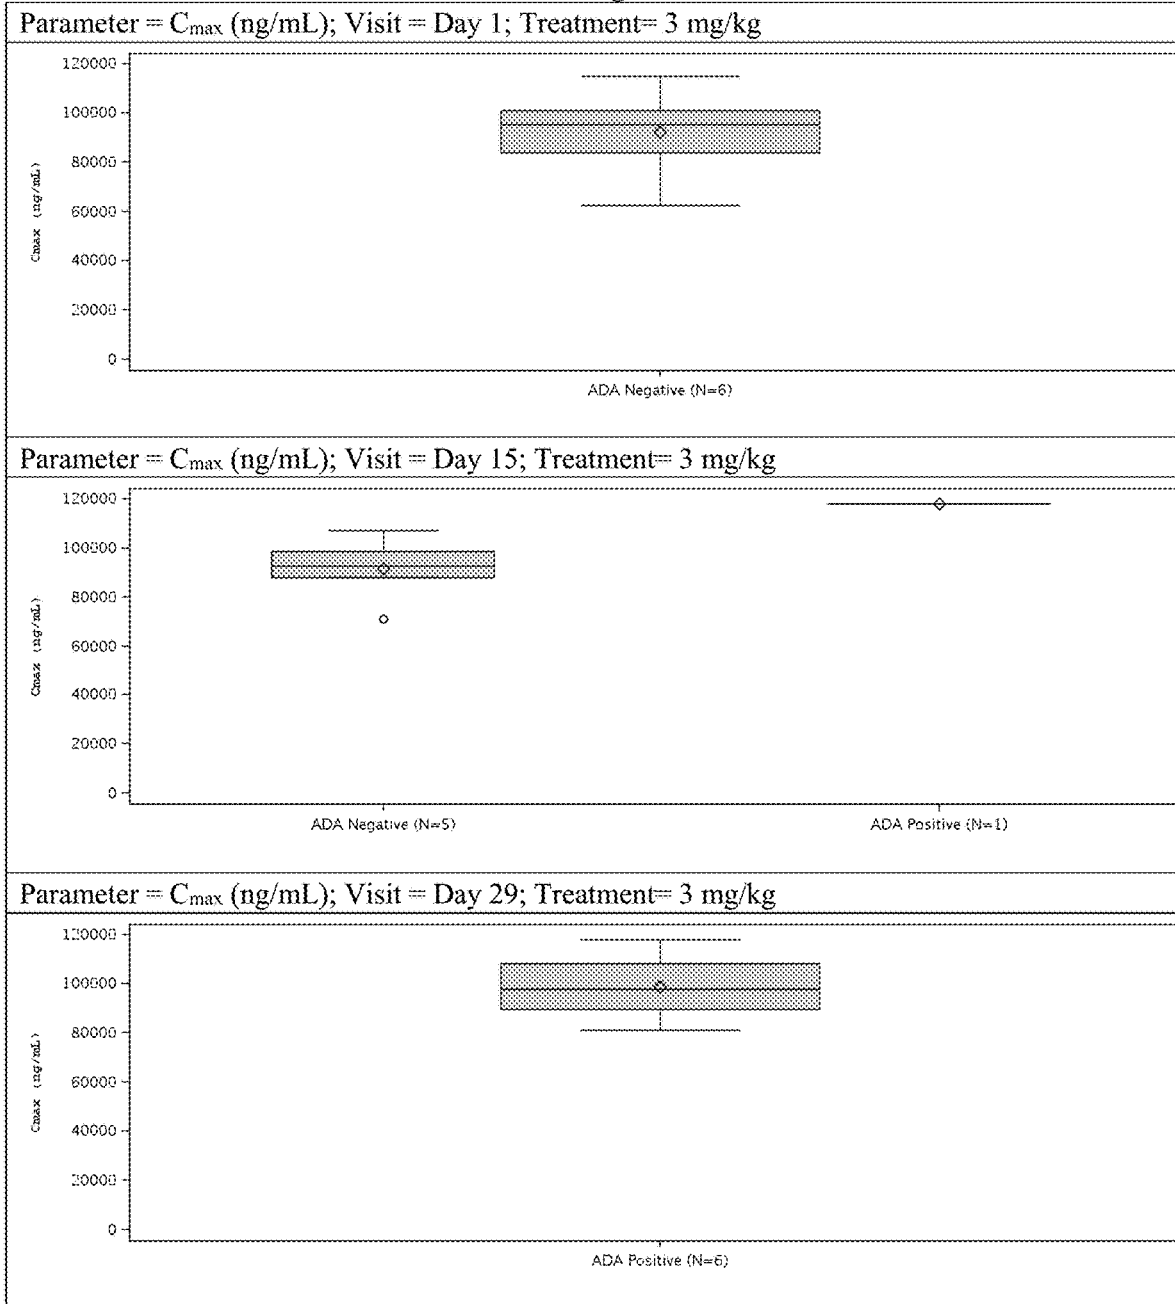 Parameter = Cmax (ng/mL); Visit = Day 1; Treatment= 3 mg/kg
120000
100000
80000
60000
40000
20000
0
Cmax (ng/mL)
ADA Negative (N=6)
Parameter = Cmax (ng/mL); Visit = Day 15; Treatment= 3 mg/kg
120000
100000
80000
60000
40000
20000
0
Cmax (ng/mL)
ADA Negative (N=5) ADA Positive (N=1)
Parameter = Cmax (ng/mL); Visit = Day 29; Treatment= 3 mg/kg
120000
100000
80000
60000
40000
20000
0
Cmax (ng/mL)
ADA Positive (N=6)